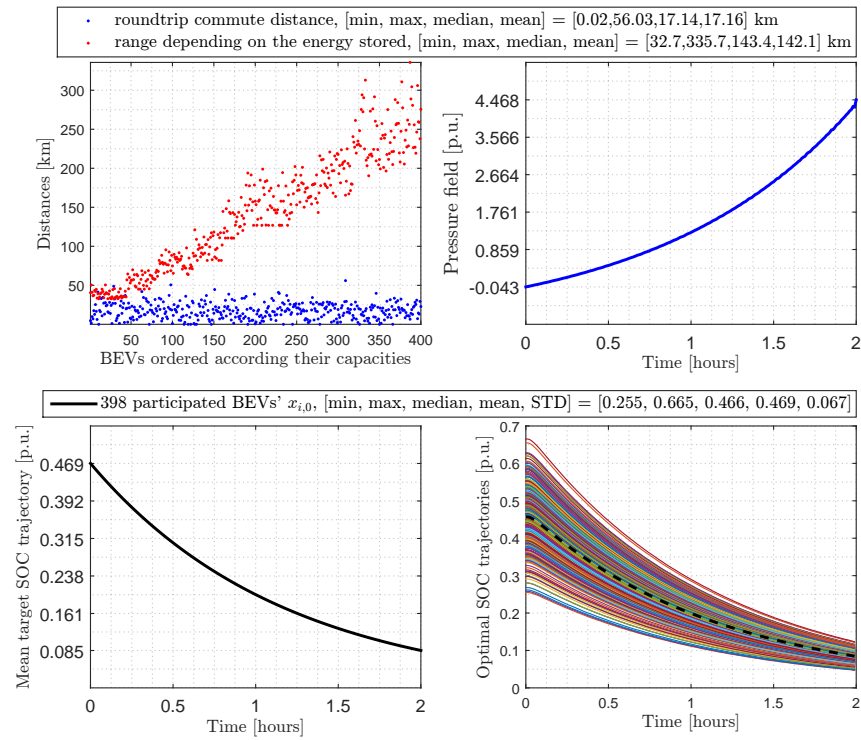 roundtrip commute distance, [min, max, median, mean] = [0.02,56.03,17.14,17.16] km
range depending on the energy stored, [min, max, median, mean] = [32.7,335.7,143.4,142.1] km
Distances [km]
300
250
200
150
100
50
50 100 150 200 250 300 350 400
BEVs ordered according their capacities
Pressure field [p.u.]
4.468
3.566
2.664
1.761
0.859
-0.043
0 0.5 1 1.5 2
Time [hours]
398 participated BEVs' x_{i,0}, [min, max, median, mean, STD] = [0.255, 0.665, 0.466, 0.469, 0.067]
Mean target SOC trajectory [p.u.]
0.469
0.392
0.315
0.238
0.161
0.085
0 0.5 1 1.5 2
Time [hours]
Optimal SOC trajectories [p.u.]
0.7
0.6
0.5
0.4
0.3
0.2
0.1
0
0 0.5 1 1.5 2
Time [hours]